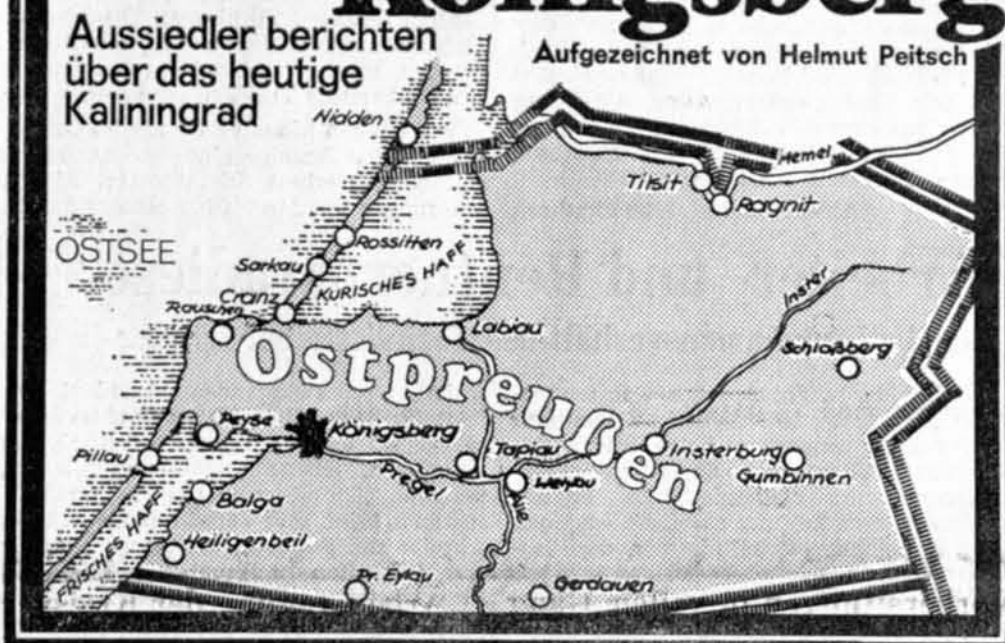 Königsberg
Aussiedler berichten
über das heutige
Kaliningrad
Aufgezeichnet von Helmut Peitsch
Nidden
Memel
Tilsit
Ragnit
OSTSEE
Rossitten
Sarkau
KURISCHES HAFF
Cranz
Rauschen
Labiau
Inster
Schloßberg
Ostpreußen
Peyse
Königsberg
Pillau
Tapiau
Insterburg
Gumbinnen
Pregel
Wehlau
Balga
FRISCHES HAFF
Heiligenbeil
Pr. Eylau
Gerdauen